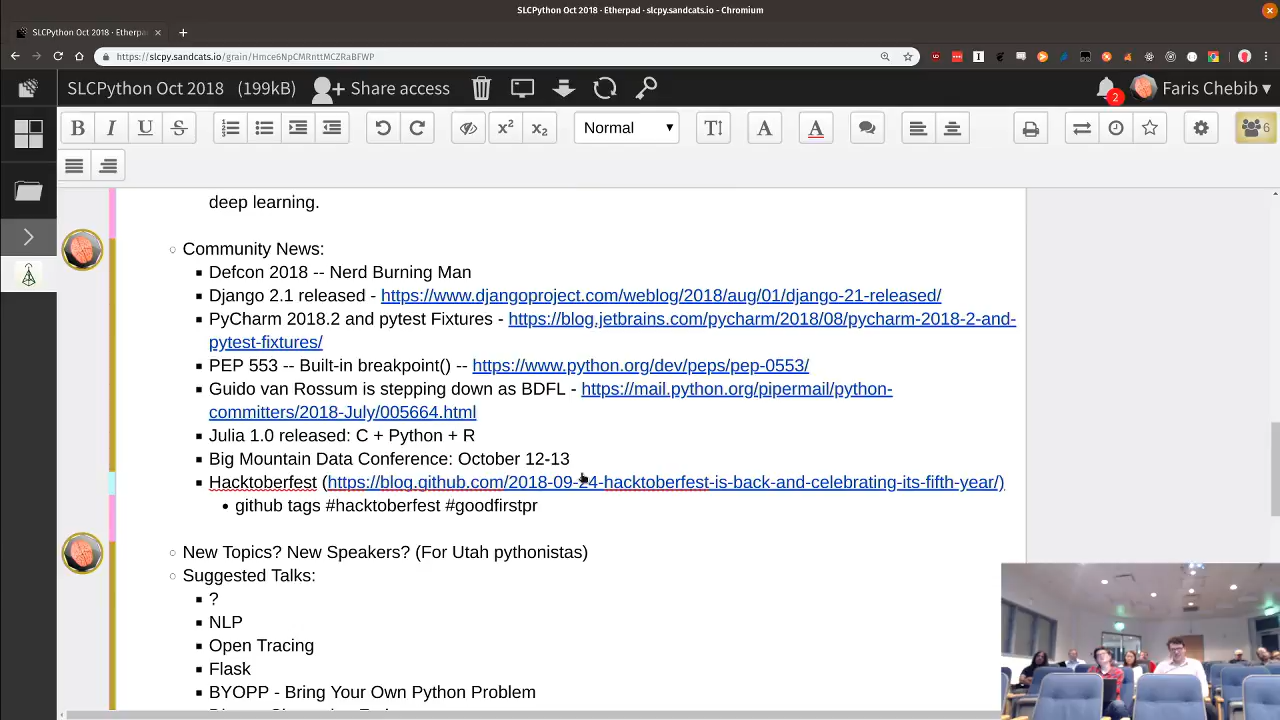 SLCPython Oct 2018 · Etherpad · slcpy.sandcats.io - Chromium
SLCPython Oct 2018 · Etherpa
https://slcpy.sandcats.io/grain/Hmce6NpCMRnttMCZRaBFWP
SLCPython Oct 2018 (199kB) Share access 2 Faris Chebib
B I U S Normal 6
deep learning.
Community News:
Defcon 2018 -- Nerd Burning Man
Django 2.1 released - https://www.djangoproject.com/weblog/2018/aug/01/django-21-released/
PyCharm 2018.2 and pytest Fixtures - https://blog.jetbrains.com/pycharm/2018/08/pycharm-2018-2-and-
pytest-fixtures/
PEP 553 -- Built-in breakpoint() -- https://www.python.org/dev/peps/pep-0553/
Guido van Rossum is stepping down as BDFL - https://mail.python.org/pipermail/python-
committers/2018-July/005664.html
Julia 1.0 released: C + Python + R
Big Mountain Data Conference: October 12-13
Hacktoberfest (https://blog.github.com/2018-09-24-hacktoberfest-is-back-and-celebrating-its-fifth-year/)
github tags #hacktoberfest #goodfirstpr
New Topics? New Speakers? (For Utah pythonistas)
Suggested Talks:
?
NLP
Open Tracing
Flask
BYOPP - Bring Your Own Python Problem